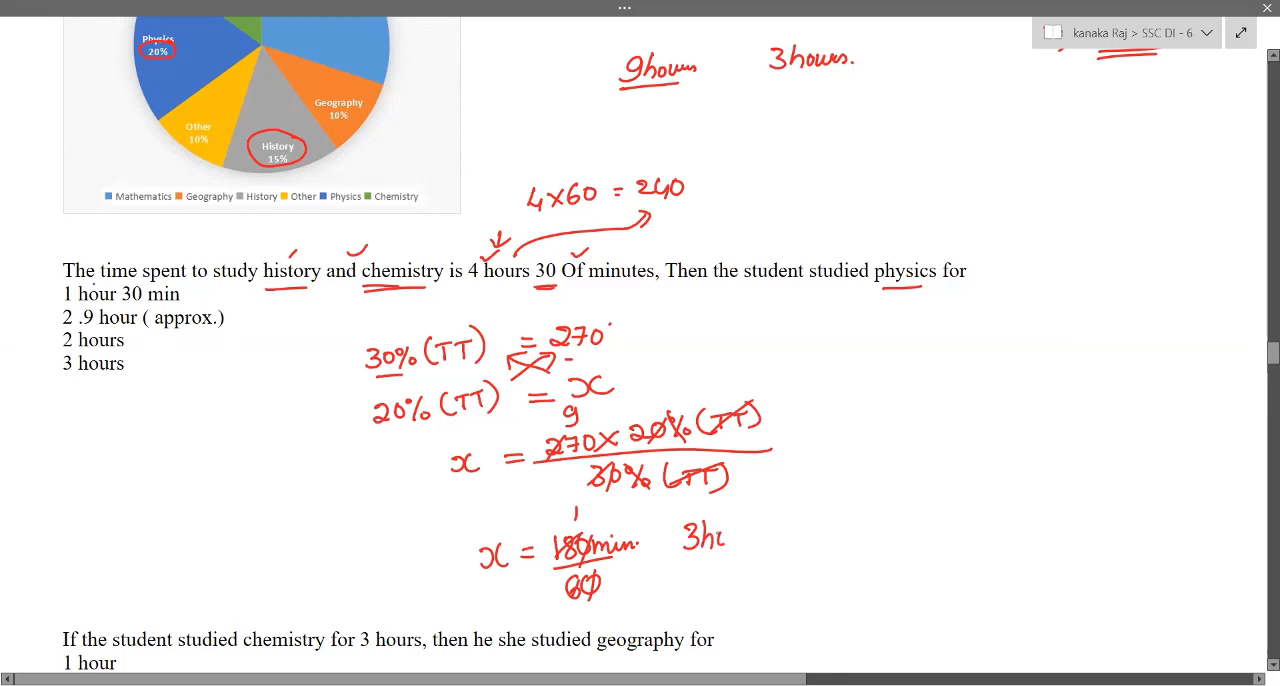 ...
kanaka Raj > SSC DI - 6
Physics
20%
9hours
3hours.
Geography
10%
Other
10%
History
15%
4×60 = 240
Mathematics Geography History Other Physics Chemistry
The time spent to study history and chemistry is 4 hours 30 Of minutes, Then the student studied physics for
1 hour 30 min
2 .9 hour ( approx.)
2 hours
3 hours
30% (TT) = 270
20% (TT) = x
9
x = 270 × 20% (TT)
30% (TT)
1
x = 180 min. 3ho
60
If the student studied chemistry for 3 hours, then he she studied geography for
1 hour